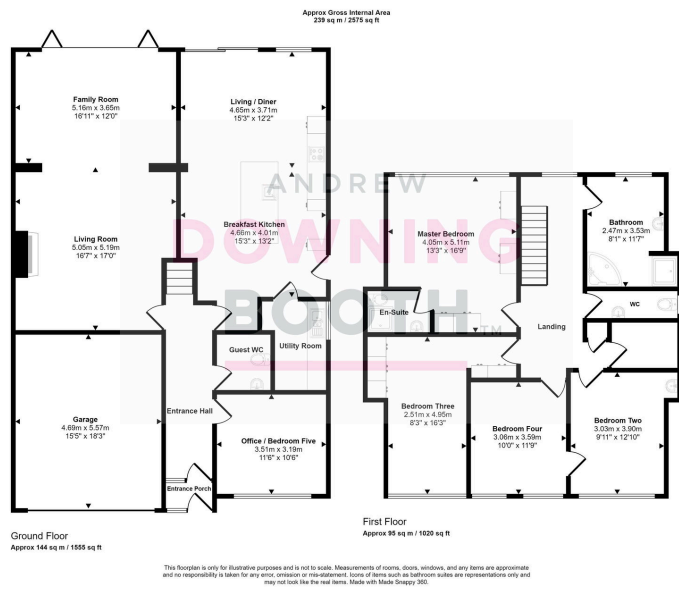 Approx Gross Internal Area
239 sq m / 2575 sq ft
Family Room
5.16m x 3.65m
16'11" x 12'0"
Living / Diner
4.65m x 3.71m
15'3" x 12'2"
Living Room
5.05m x 5.19m
16'7" x 17'0"
Breakfast Kitchen
4.66m x 4.01m
15'3" x 13'2"
Guest WC
Utility Room
Garage
4.69m x 5.57m
15'5" x 18'3"
Entrance Hall
Office / Bedroom Five
3.51m x 3.19m
11'6" x 10'6"
Entrance Porch
Ground Floor
Approx 144 sq m / 1555 sq ft
Master Bedroom
4.05m x 5.11m
13'3" x 16'9"
Bathroom
2.47m x 3.53m
8'1" x 11'7"
En-Suite
WC
Landing
Bedroom Three
2.51m x 4.95m
8'3" x 16'3"
Bedroom Four
3.06m x 3.59m
10'0" x 11'9"
Bedroom Two
3.03m x 3.90m
9'11" x 12'10"
First Floor
Approx 95 sq m / 1020 sq ft
ANDREW
DOWNING
BOOTH
TM
This floorplan is only for illustrative purposes and is not to scale. Measurements of rooms, doors, windows, and any items are approximate
and no responsibility is taken for any error, omission or mis-statement. Icons of items such as bathroom suites are representations only and
may not look like the real items. Made with Made Snappy 360.